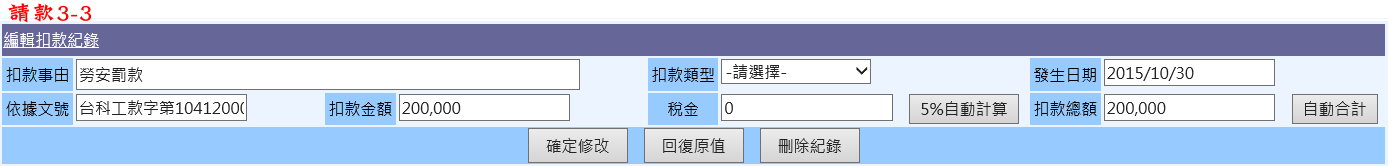 請款3-3
編輯扣款紀錄
扣款事由 勞安罰款 扣款類型 -請選擇- 發生日期 2015/10/30
依據文號 台科工款字第10412000 扣款金額 200,000 稅金 0 5%自動計算 扣款總額 200,000 自動合計
確定修改 回復原值 刪除紀錄